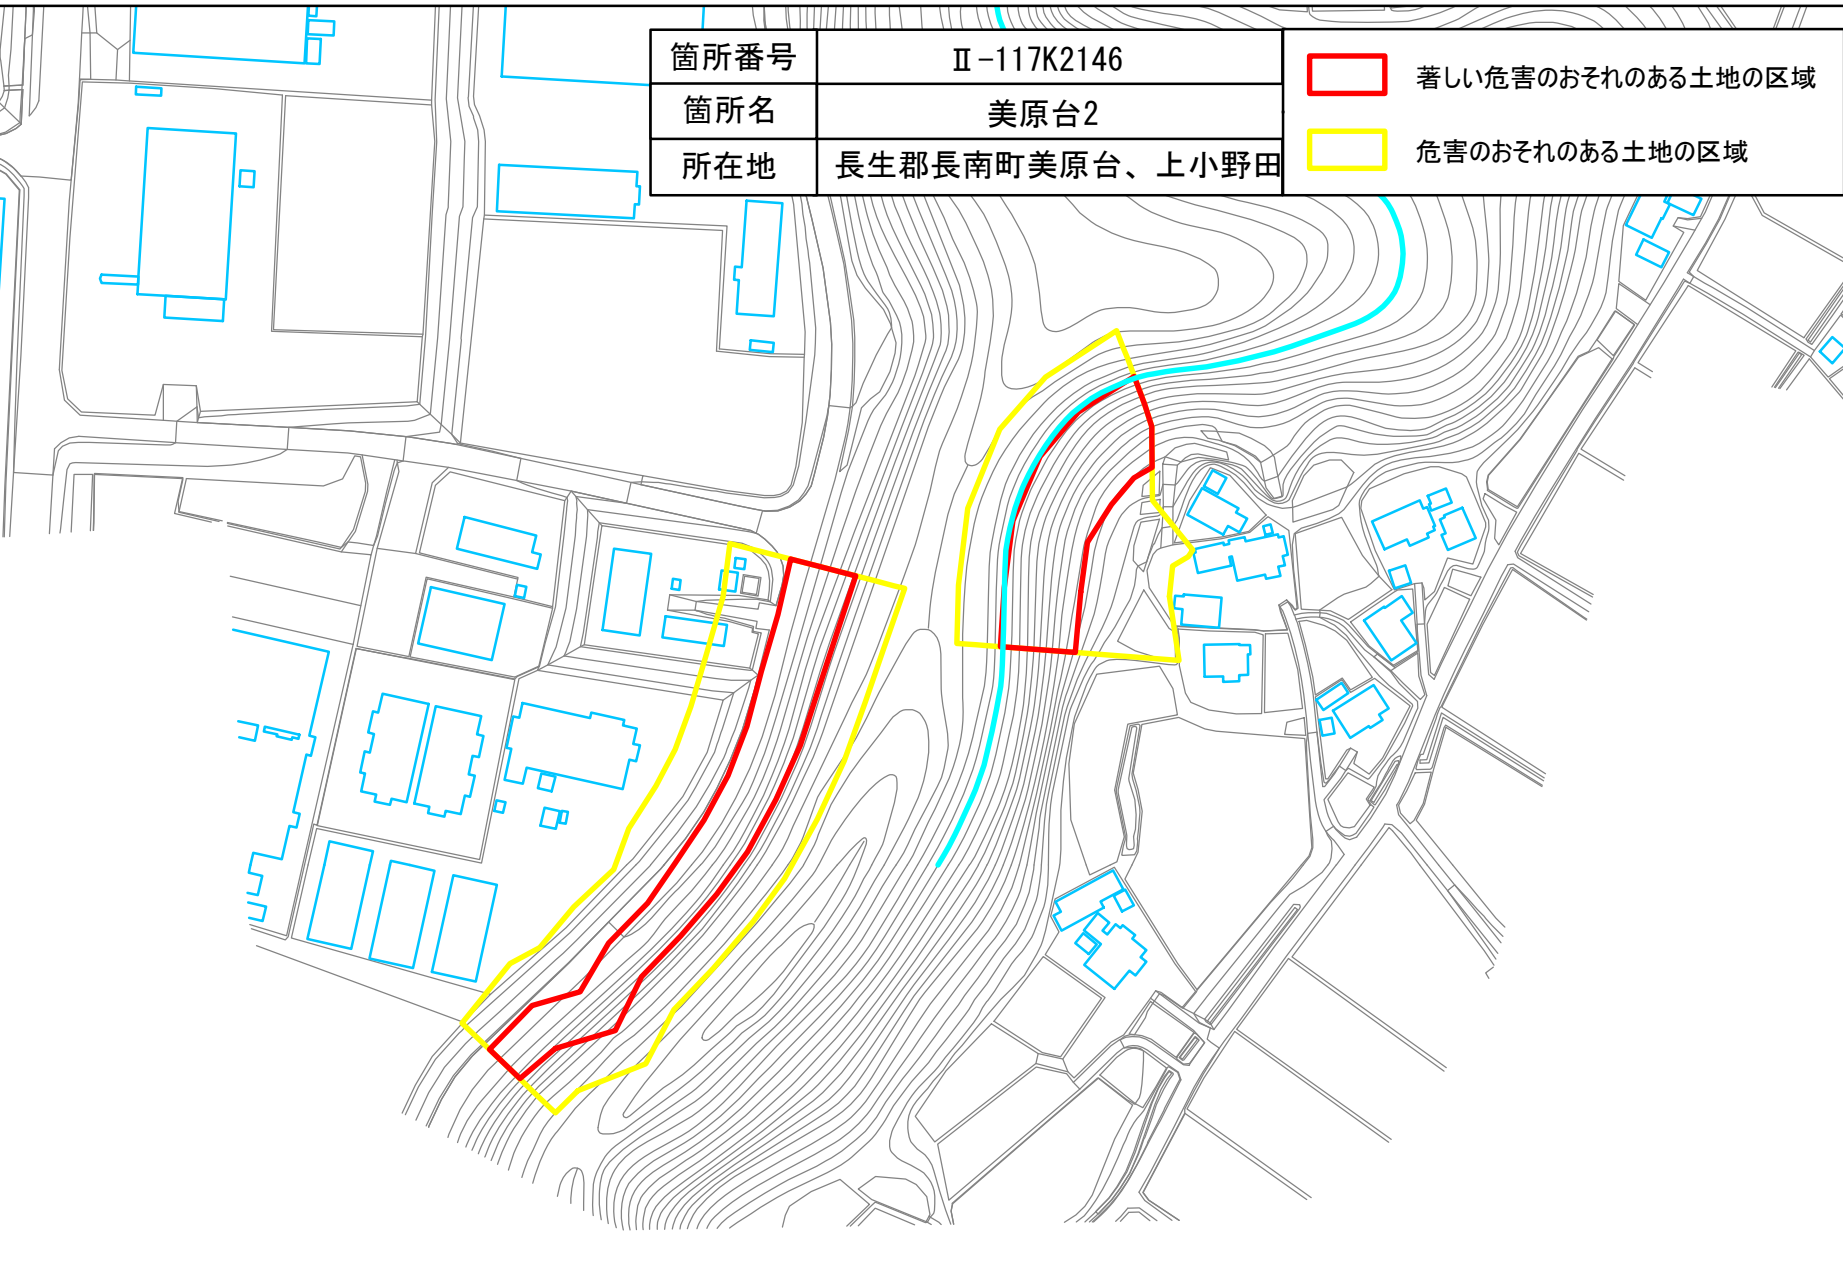 箇所番号 Ⅱ-117K2146
箇所名 美原台2
所在地 長生郡長南町美原台、上小野田
著しい危害のおそれのある土地の区域
危害のおそれのある土地の区域